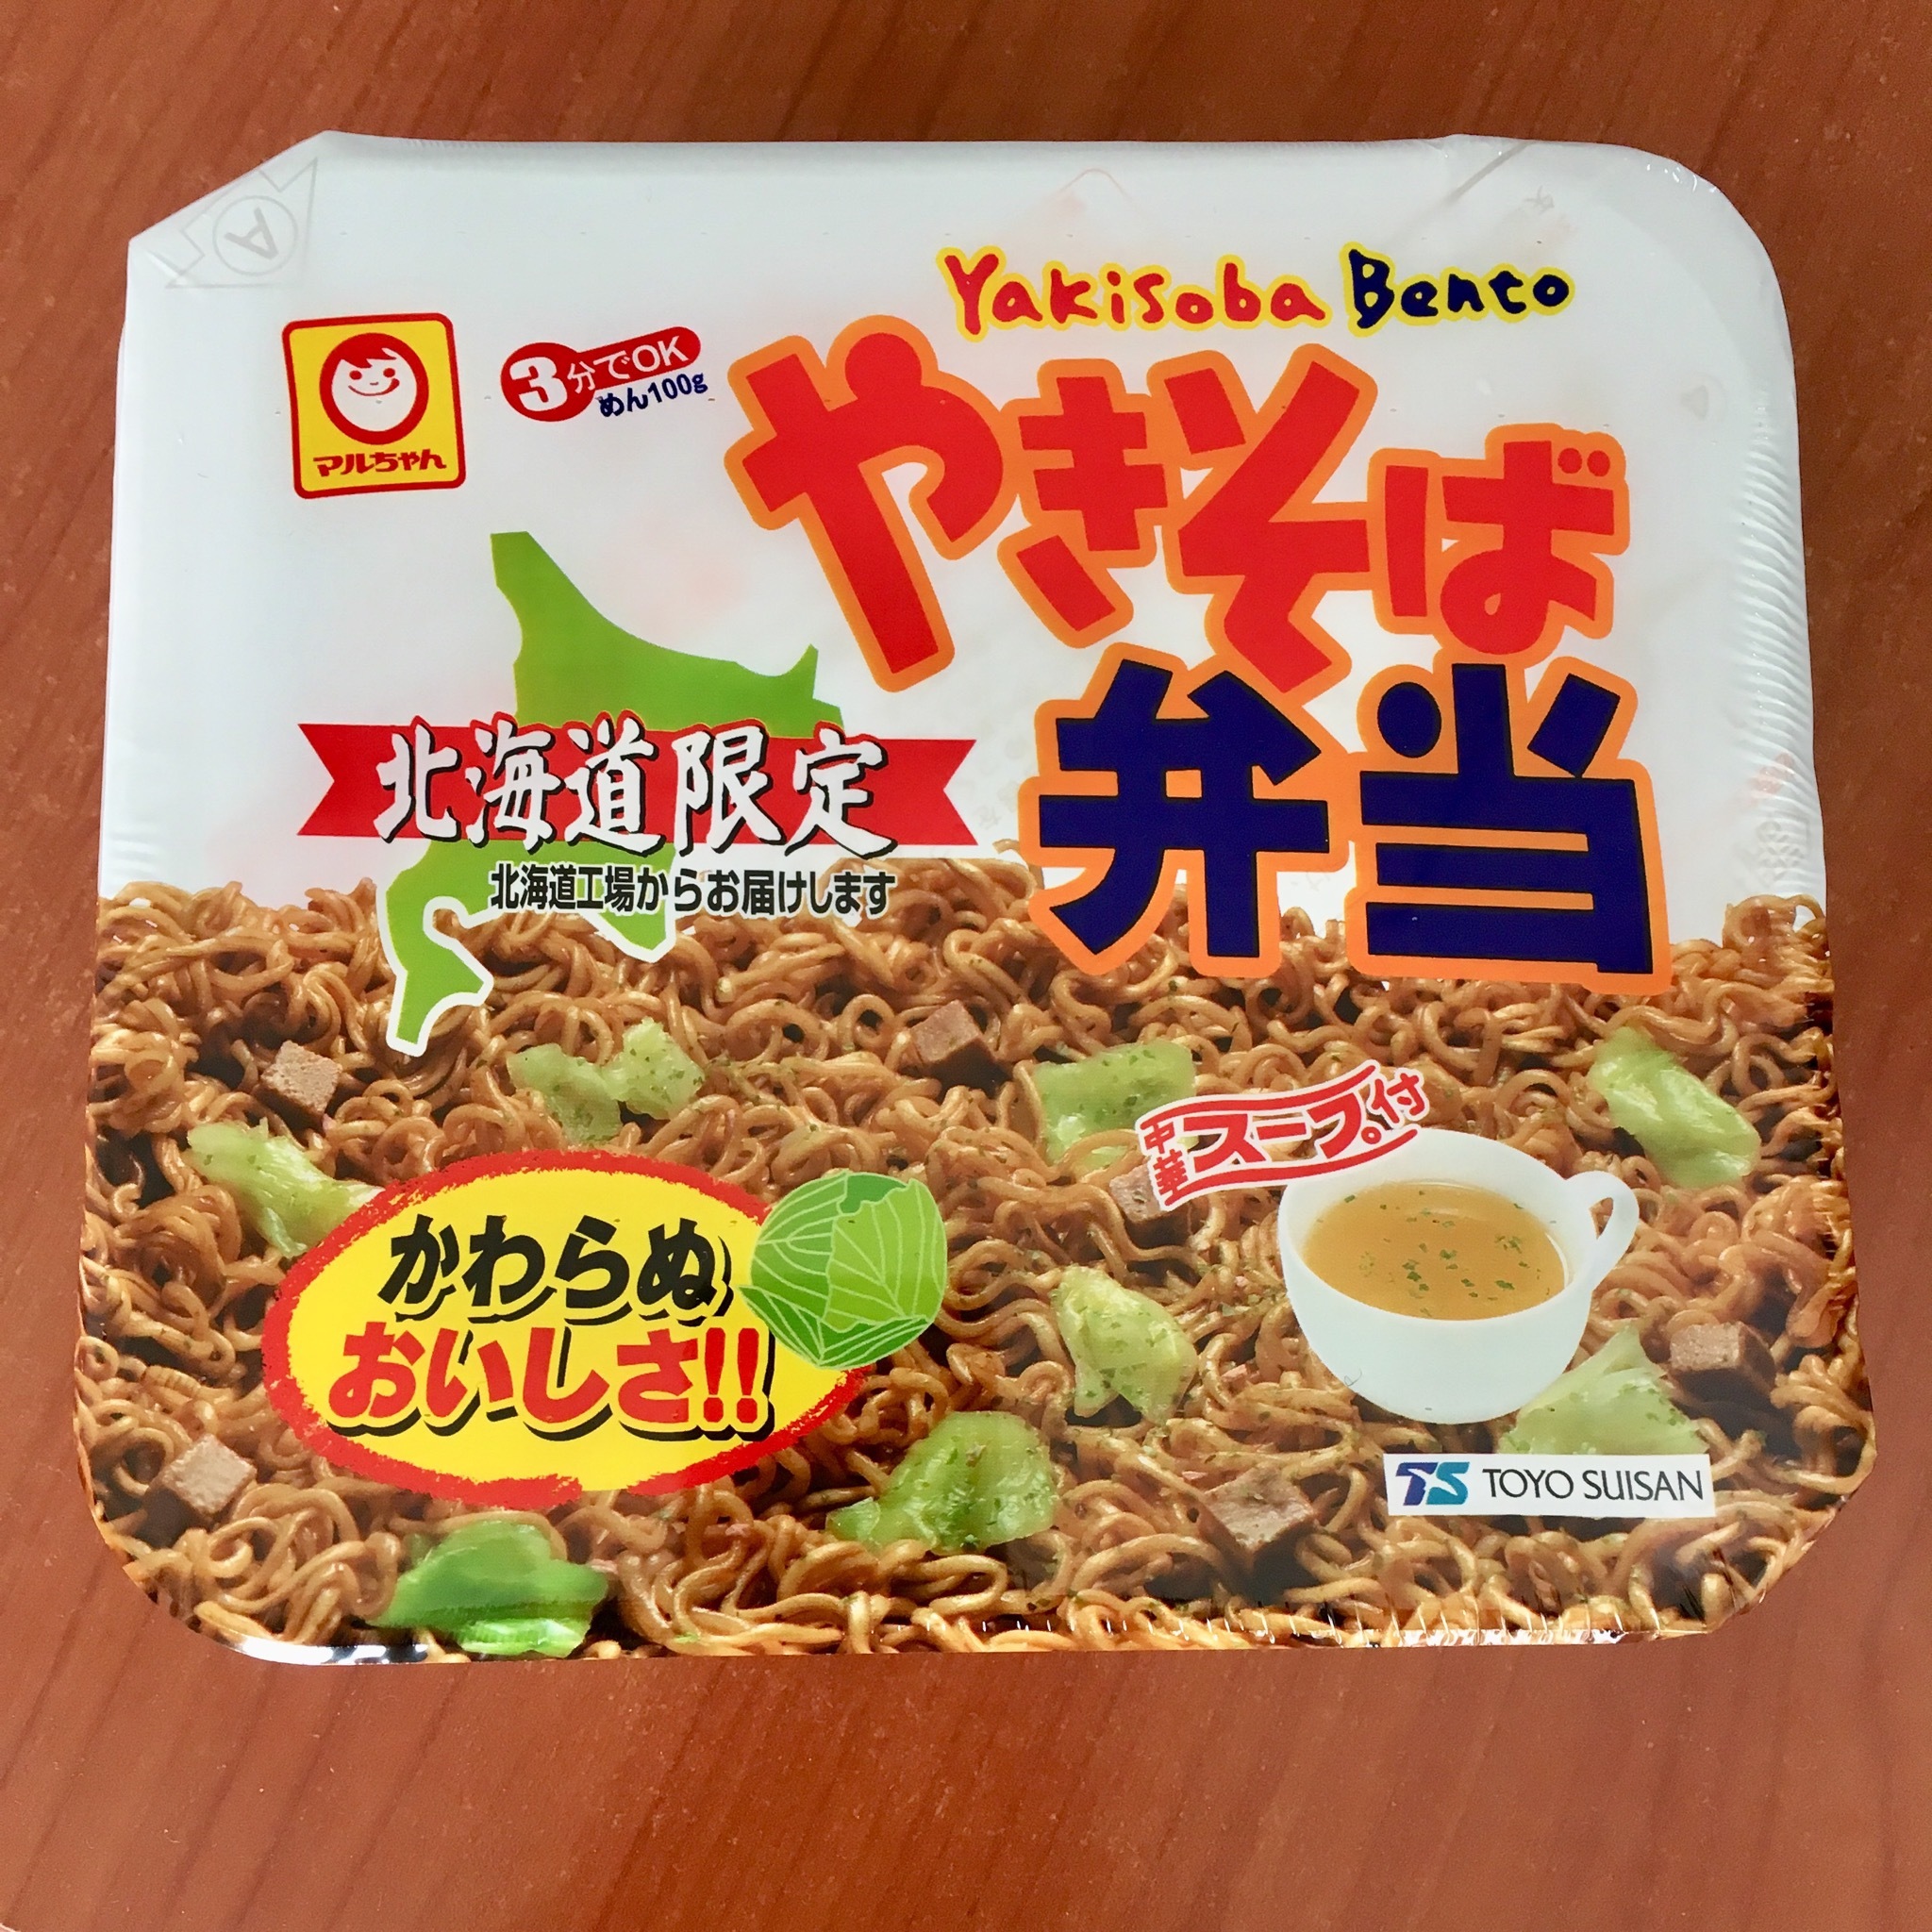 A
マルちゃん
3分でOK
めん100g
Yakisoba Bento
やきそば
弁当
北海道限定
北海道工場からお届けします
中華スープ付
かわらぬ
おいしさ!!
TS TOYO SUISAN